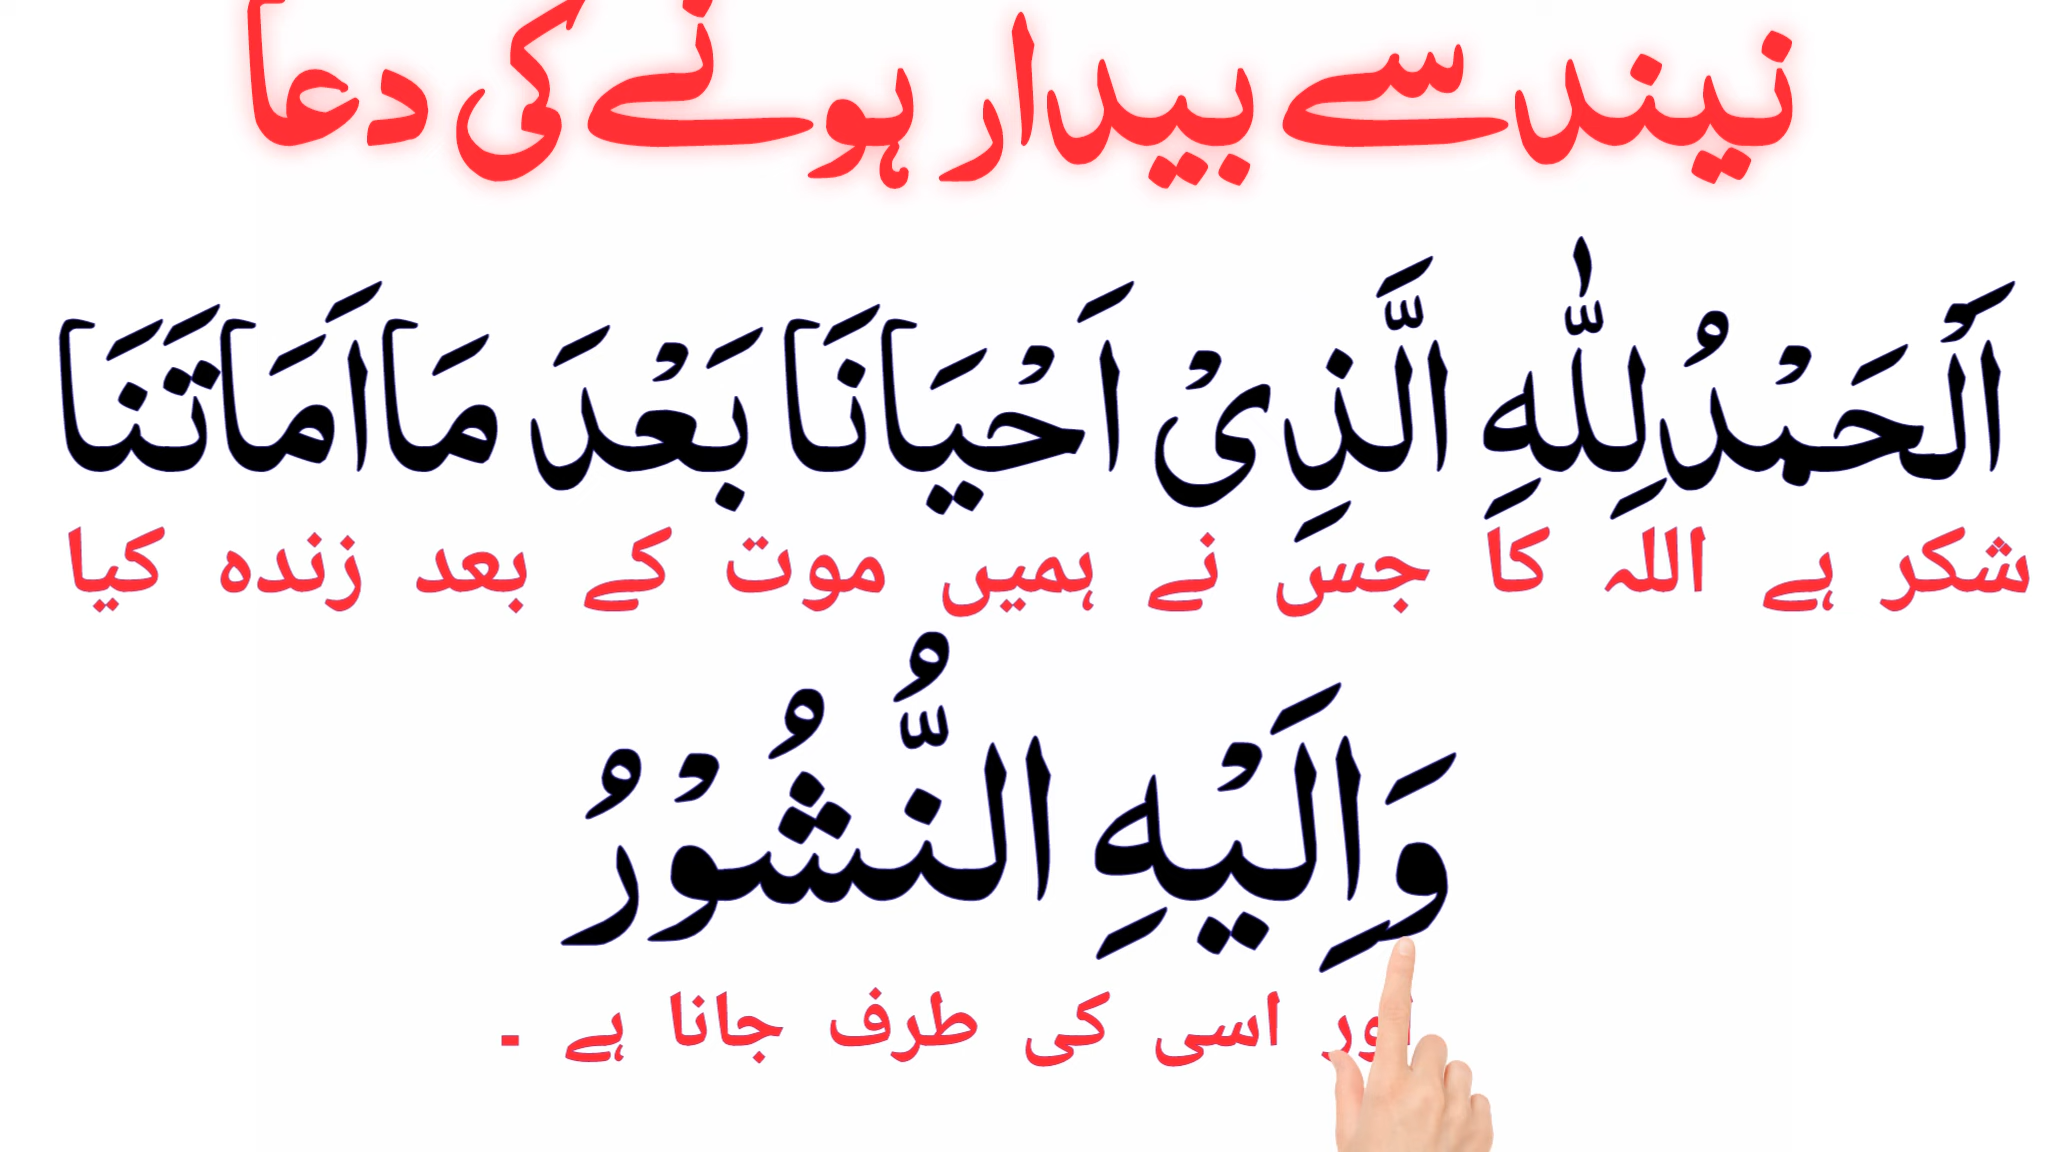 نیند سے بیدار ہونے کی دعا
اَلْحَمْدُ لِلّٰهِ الَّذِیْ اَحْیَانَا بَعْدَ مَا اَمَاتَنَا
شکر ہے اللہ کا جس نے ہمیں موت کے بعد زندہ کیا
وَاِلَیْهِ النُّشُوْرُ
اور اسی کی طرف جانا ہے ۔